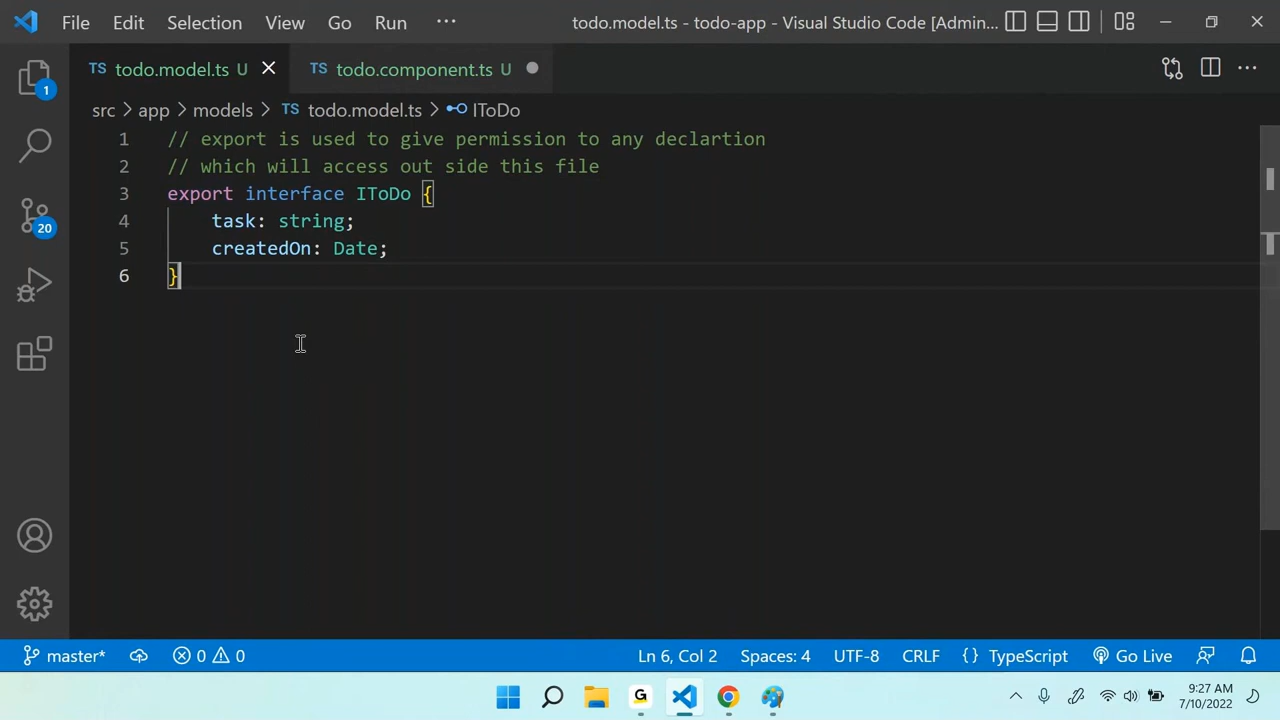 File Edit Selection View Go Run ··· todo.model.ts - todo-app - Visual Studio Code [Admin...
TS todo.model.ts U TS todo.component.ts U
1
src > app > models > TS todo.model.ts > IToDo
1 // export is used to give permission to any declartion
2 // which will access out side this file
3 export interface IToDo {
4 task: string;
5 createdOn: Date;
6 }
20
master* 0 0 Ln 6, Col 2 Spaces: 4 UTF-8 CRLF {} TypeScript Go Live
G
9:27 AM
7/10/2022